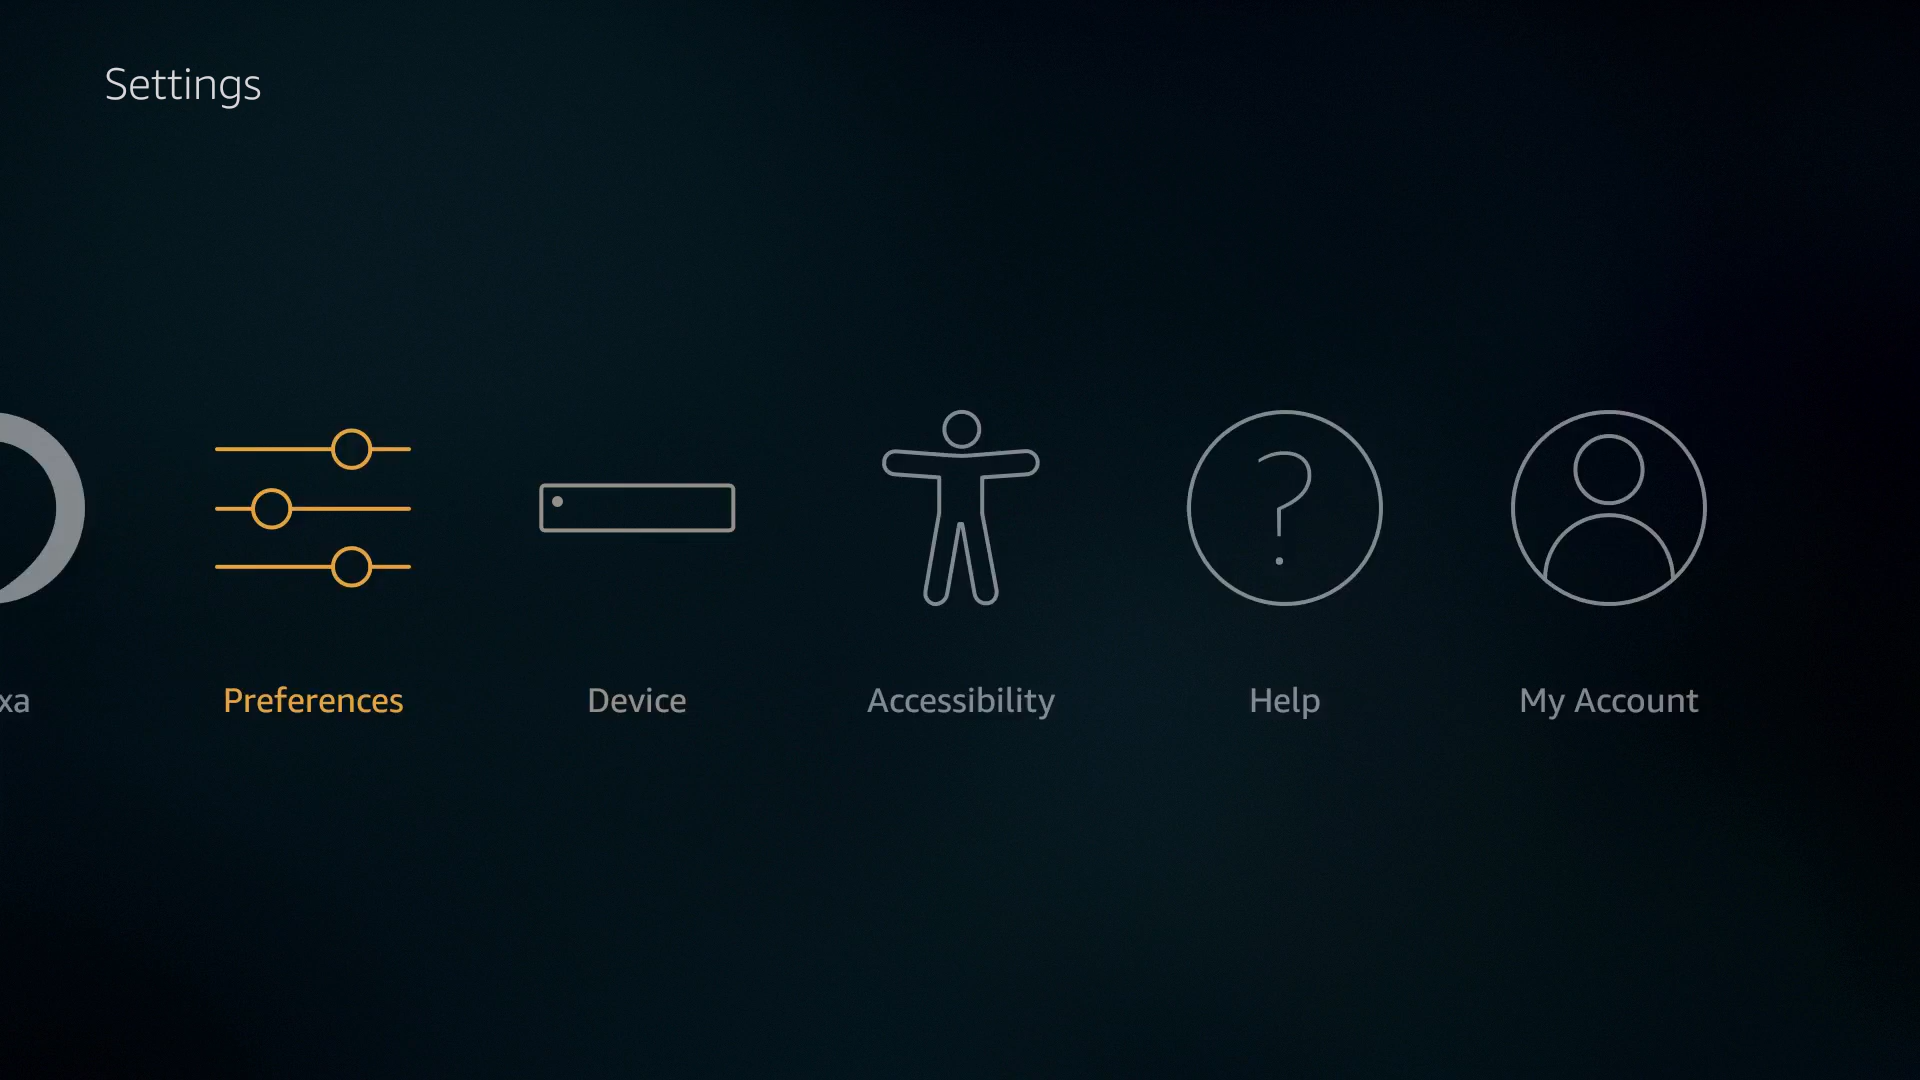 Settings
xa
Preferences
Device
Accessibility
Help
My Account